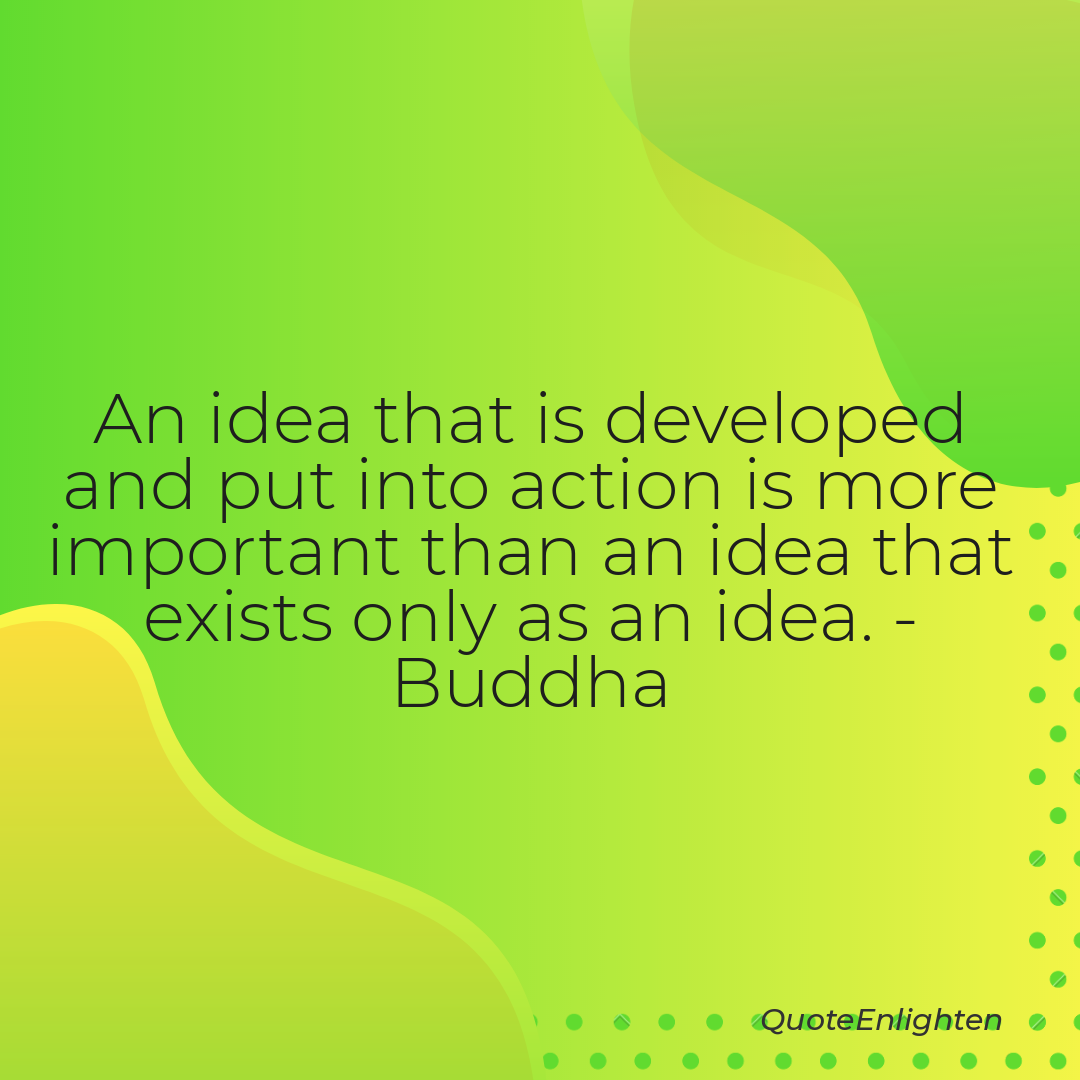 An idea that is developed
and put into action is more
important than an idea that
exists only as an idea. -
Buddha
QuoteEnlighten